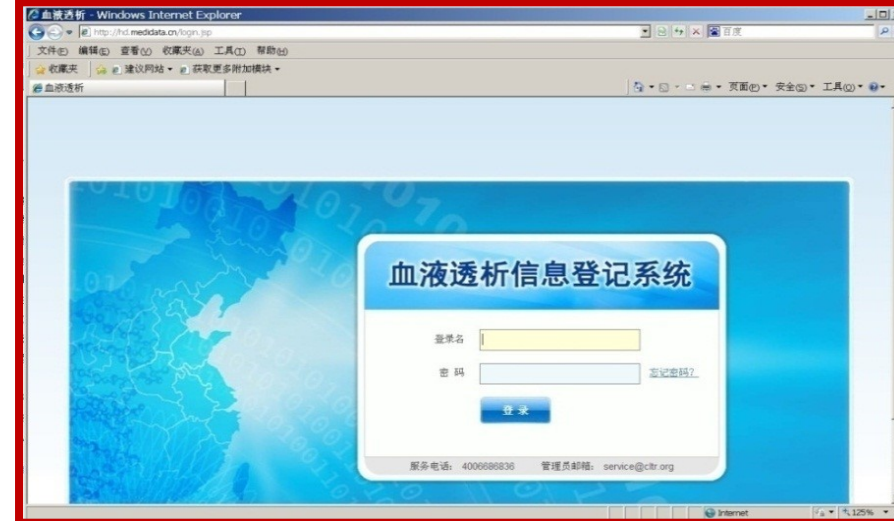 血液透析 - Windows Internet Explorer
http://hd.medidata.cn/login.jsp
百度
文件(F) 编辑(E) 查看(V) 收藏夹(A) 工具(T) 帮助(H)
收藏夹 建议网站 获取更多附加模块
血液透析
页面(P) 安全(S) 工具(O)
血液透析信息登记系统
登录名
密 码
忘记密码?
登 录
服务电话: 4006686836 管理员邮箱: service@cltr.org
Internet
125%